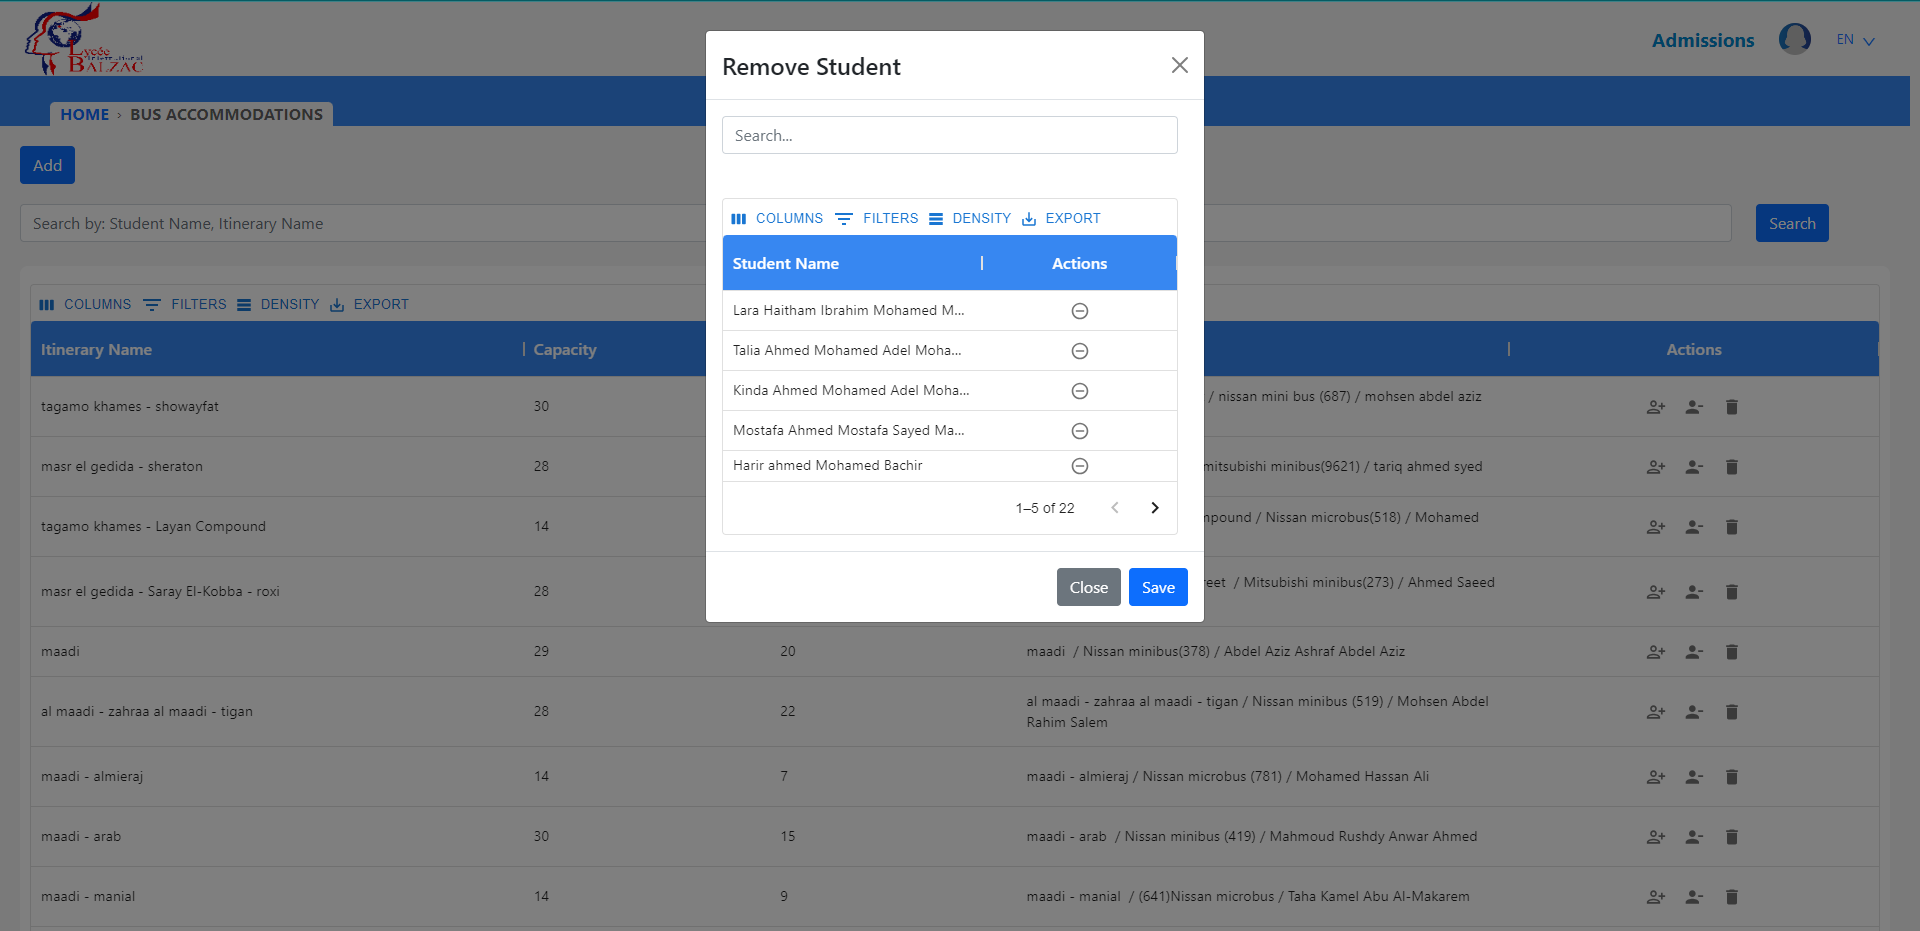 Lycée
International
BALZAC
Admissions
EN
HOME › BUS ACCOMMODATIONS
Add
Search by: Student Name, Itinerary Name
Search
COLUMNS FILTERS DENSITY EXPORT
Itinerary Name Capacity Actions
tagamo khames - showayfat 30 / nissan mini bus (687) / mohsen abdel aziz
masr el gedida - sheraton 28 mitsubishi minibus(9621) / tariq ahmed syed
tagamo khames - Layan Compound 14 mpound / Nissan microbus(518) / Mohamed
masr el gedida - Saray El-Kobba - roxi 28 reet / Mitsubishi minibus(273) / Ahmed Saeed
maadi 29 20 maadi / Nissan minibus(378) / Abdel Aziz Ashraf Abdel Aziz
al maadi - zahraa al maadi - tigan 28 22 al maadi - zahraa al maadi - tigan / Nissan minibus (519) / Mohsen Abdel
Rahim Salem
maadi - almieraj 14 7 maadi - almieraj / Nissan microbus (781) / Mohamed Hassan Ali
maadi - arab 30 15 maadi - arab / Nissan minibus (419) / Mahmoud Rushdy Anwar Ahmed
maadi - manial 14 9 maadi - manial / (641)Nissan microbus / Taha Kamel Abu Al-Makarem
Remove Student
Search...
COLUMNS FILTERS DENSITY EXPORT
Student Name Actions
Lara Haitham Ibrahim Mohamed M...
Talia Ahmed Mohamed Adel Moha...
Kinda Ahmed Mohamed Adel Moha...
Mostafa Ahmed Mostafa Sayed Ma...
Harir ahmed Mohamed Bachir
1–5 of 22
Close Save